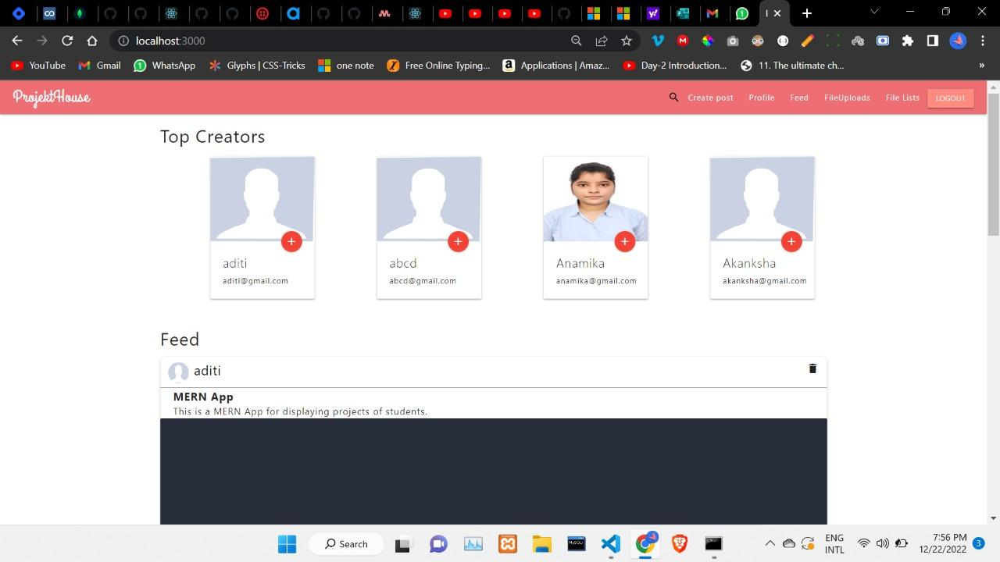 localhost:3000
YouTube Gmail WhatsApp Glyphs | CSS-Tricks one note Free Online Typing... Applications | Amaz... Day-2 Introduction... 11. The ultimate ch... »
ProjektHouse Create post Profile Feed FileUploads File Lists LOGOUT
Top Creators
aditi abcd Anamika Akanksha
aditi@gmail.com abcd@gmail.com anamika@gmail.com akanksha@gmail.com
Feed
aditi
MERN App
This is a MERN App for displaying projects of students.
Search
ENG
INTL
7:56 PM
12/22/2022
3